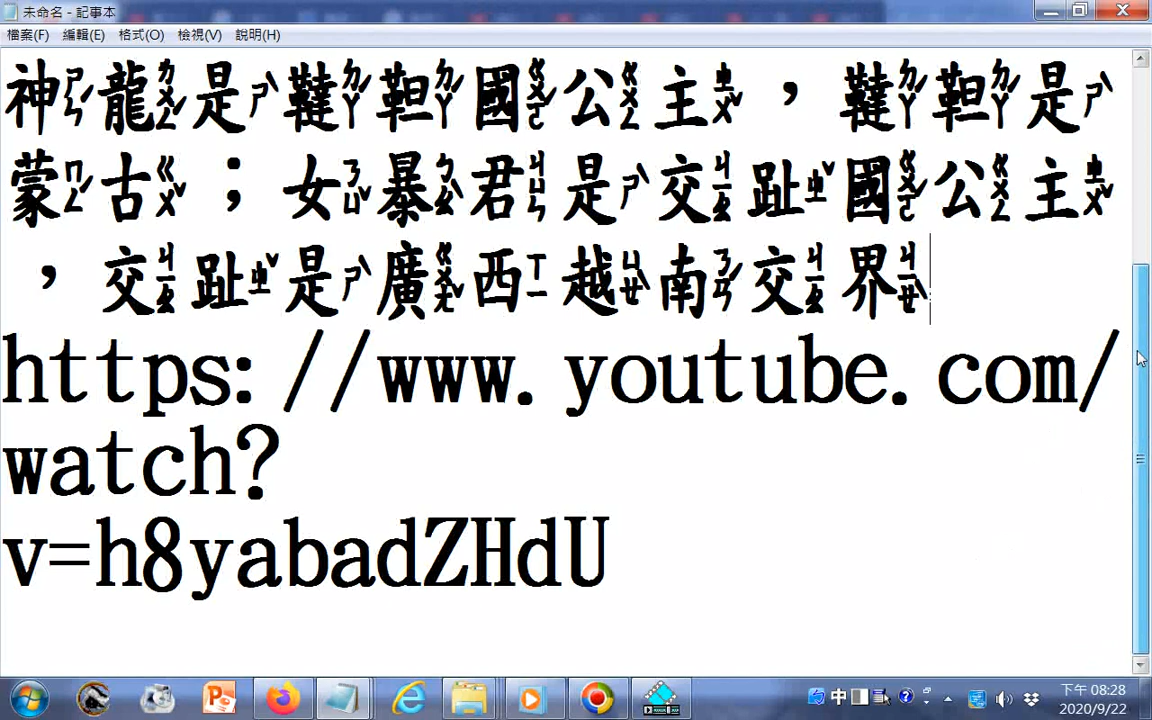 未命名 - 記事本
檔案(F) 編輯(E) 格式(O) 檢視(V) 說明(H)
神龍是韃靼國公主，韃靼是
蒙古；女暴君是交趾國公主
，交趾是廣西越南交界
https://www.youtube.com/
watch?
v=h8yabadZHdU
中
下午 08:28
2020/9/22